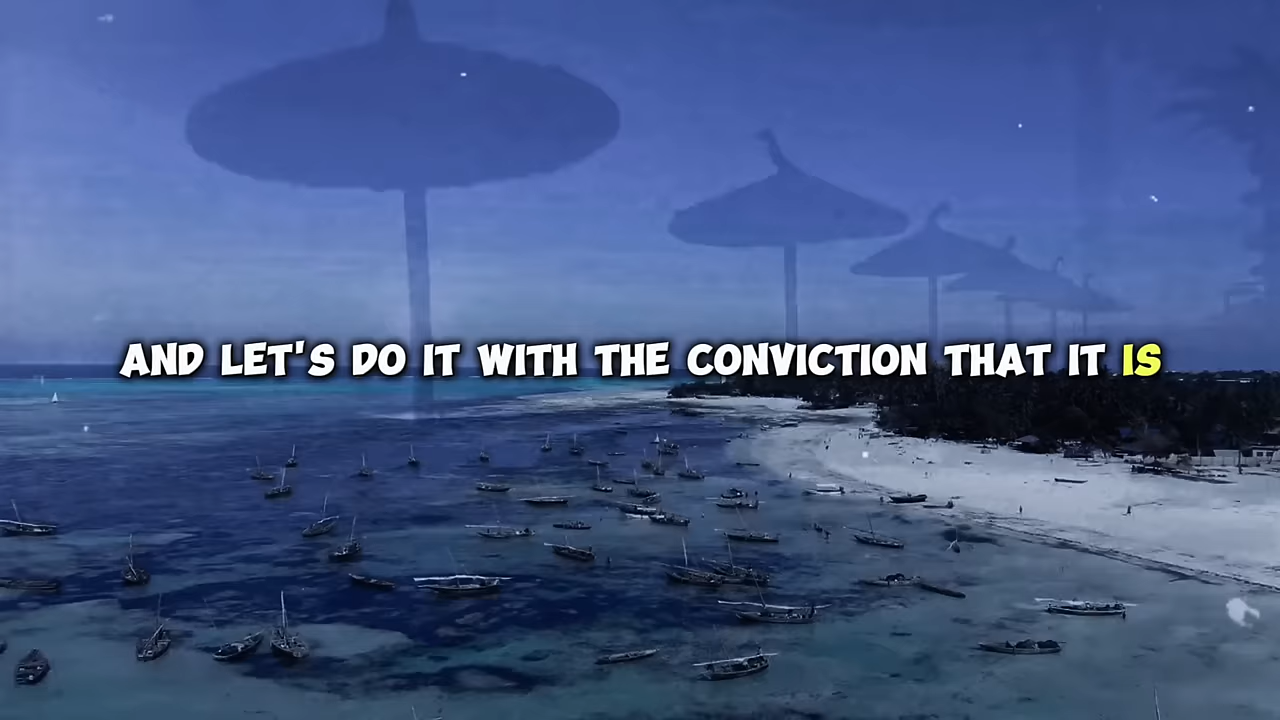 AND LET'S DO IT WITH THE CONVICTION THAT IT IS